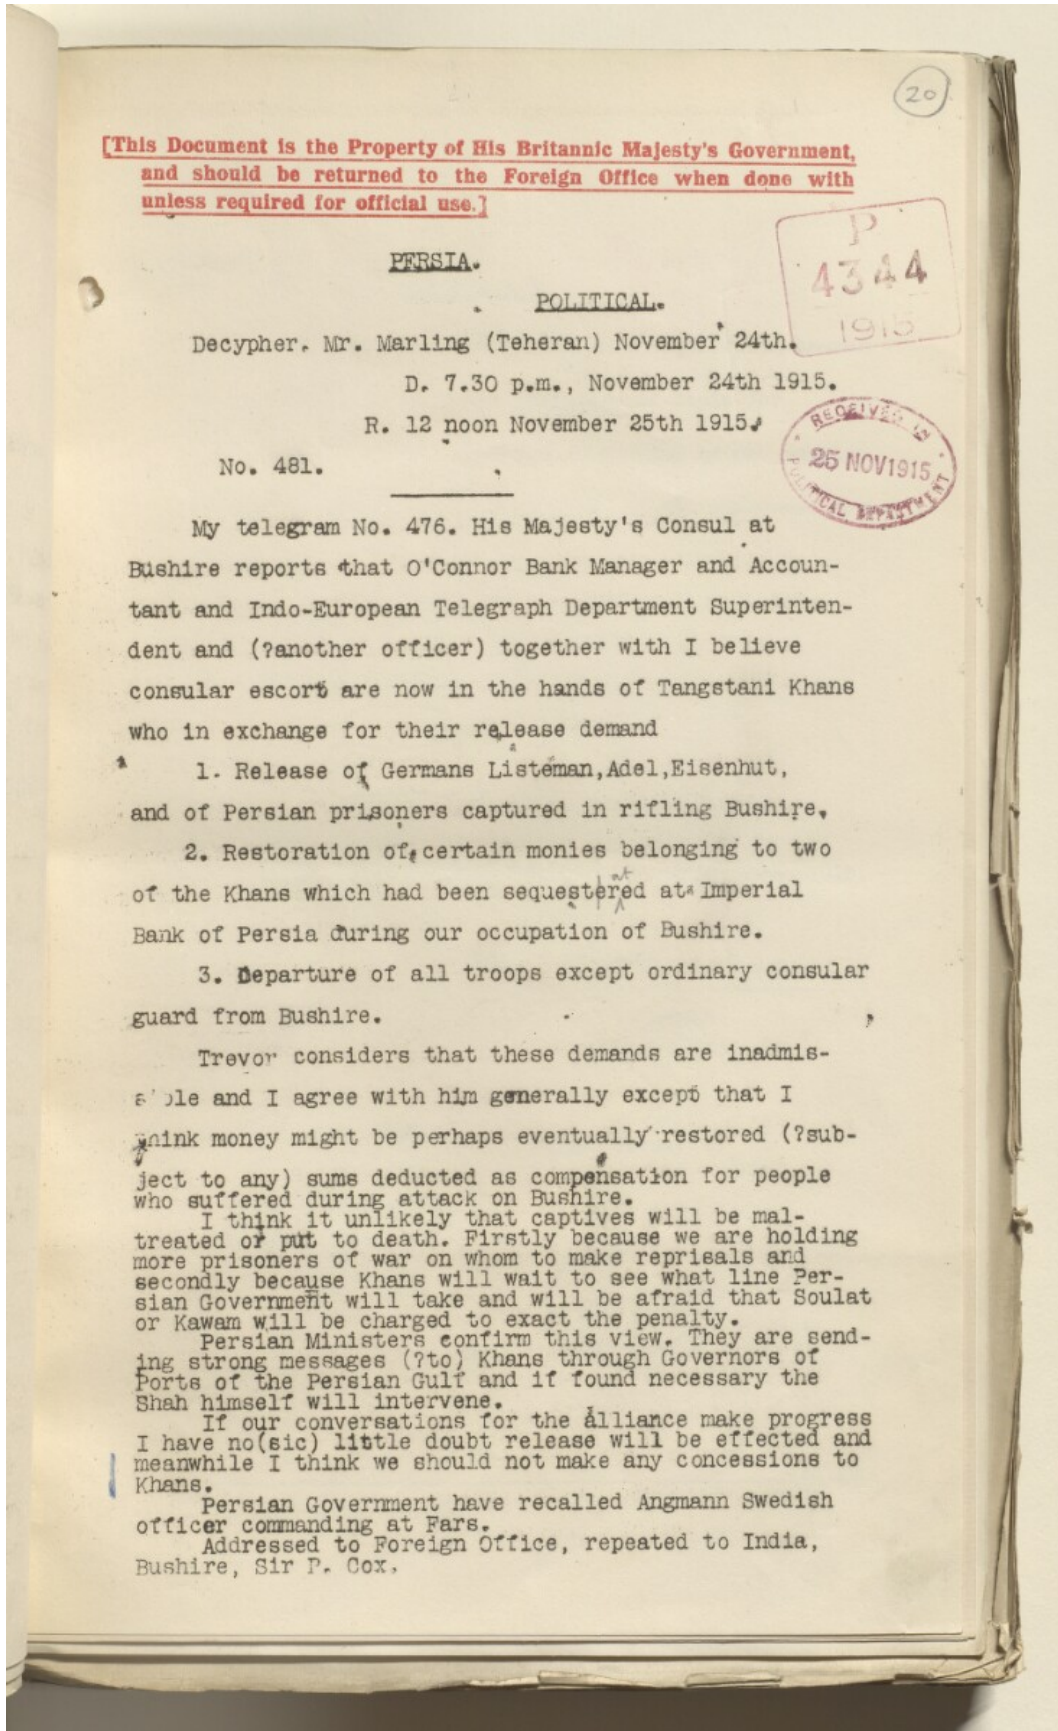 20
[This Document is the Property of His Britannic Majesty's Government,
and should be returned to the Foreign Office when done with
unless required for official use.]
P
4344
1915
PERSIA.
POLITICAL.
Decypher. Mr. Marling (Teheran) November 24th.
D. 7.30 p.m., November 24th 1915.
R. 12 noon November 25th 1915.
RECEIVED IN
25 NOV 1915
POLITICAL DEPARTMENT
No. 481.
My telegram No. 476. His Majesty's Consul at
Bushire reports that O'Connor Bank Manager and Accoun-
tant and Indo-European Telegraph Department Superinten-
dent and (?another officer) together with I believe
consular escort are now in the hands of Tangstani Khans
who in exchange for their release demand
1. Release of Germans Listeman,Adel,Eisenhut,
and of Persian prisoners captured in rifling Bushire.
2. Restoration of certain monies belonging to two
at
of the Khans which had been sequestered at Imperial
Bank of Persia during our occupation of Bushire.
3. Departure of all troops except ordinary consular
guard from Bushire.
Trevor considers that these demands are inadmis-
sible and I agree with him generally except that I
think money might be perhaps eventually restored (?sub-
ject to any) sums deducted as compensation for people
who suffered during attack on Bushire.
I think it unlikely that captives will be mal-
treated or put to death. Firstly because we are holding
more prisoners of war on whom to make reprisals and
secondly because Khans will wait to see what line Per-
sian Government will take and will be afraid that Soulat
or Kawam will be charged to exact the penalty.
Persian Ministers confirm this view. They are send-
ing strong messages (?to) Khans through Governors of
Ports of the Persian Gulf and if found necessary the
Shah himself will intervene.
If our conversations for the alliance make progress
I have no(sic) little doubt release will be effected and
meanwhile I think we should not make any concessions to
Khans.
Persian Government have recalled Angmann Swedish
officer commanding at Fars.
Addressed to Foreign Office, repeated to India,
Bushire, Sir P. Cox.